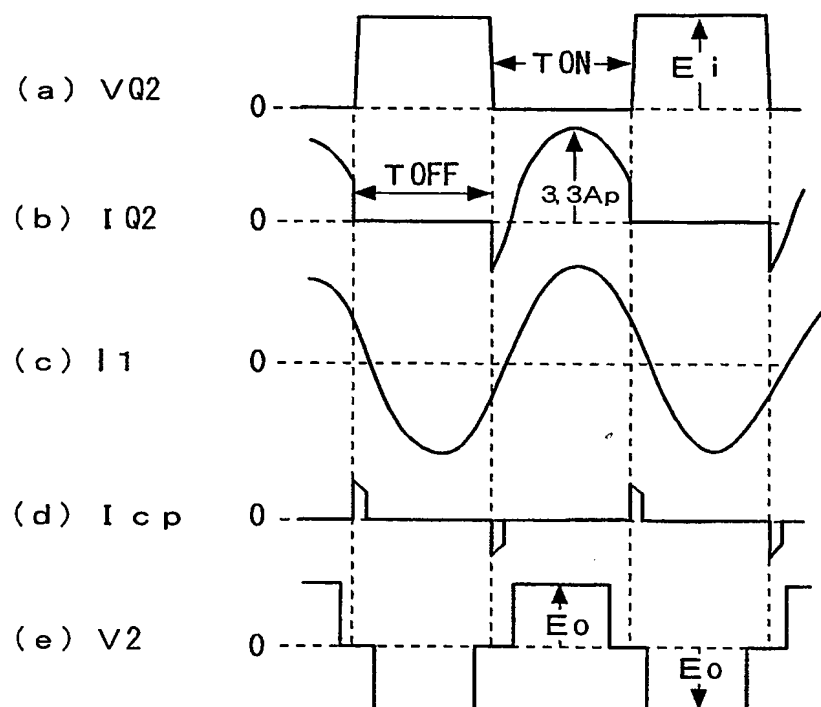 (a) VQ2
0
TON
Ei
(b) IQ2
0
TOFF
3,3Ap
(c) I1
0
(d) Icp
0
(e) V2
0
Eo
Eo